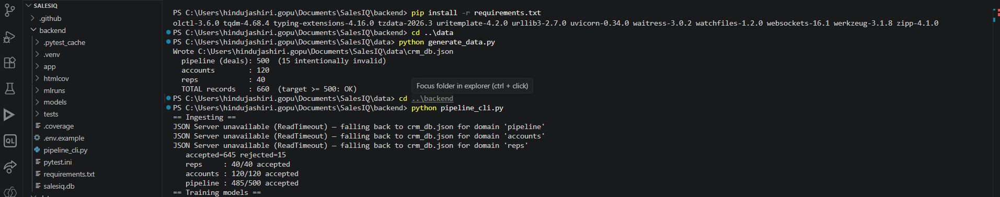 SALESIQ
.github
backend
.pytest_cache
.venv
app
htmlcov
mlruns
models
tests
.coverage
.env.example
pipeline_cli.py
pytest.ini
requirements.txt
salesiq.db
QL
PS C:\Users\hindujashiri.gopu\Documents\SalesIQ\backend> pip install -r requirements.txt
olctl-3.6.0 tqdm-4.68.4 typing-extensions-4.16.0 tzdata-2026.3 uritemplate-4.2.0 urllib3-2.7.0 uvicorn-0.34.0 waitress-3.0.2 watchfiles-1.2.0 websockets-16.1 werkzeug-3.1.8 zipp-4.1.0
PS C:\Users\hindujashiri.gopu\Documents\SalesIQ\backend> cd ..\data
PS C:\Users\hindujashiri.gopu\Documents\SalesIQ\data> python generate_data.py
Wrote C:\Users\hindujashiri.gopu\Documents\SalesIQ\data\crm_db.json
  pipeline (deals): 500  (15 intentionally invalid)
  accounts        : 120
  reps            : 40
  TOTAL records   : 660  (target >= 500: OK)
Focus folder in explorer (ctrl + click)
PS C:\Users\hindujashiri.gopu\Documents\SalesIQ\data> cd ..\backend
PS C:\Users\hindujashiri.gopu\Documents\SalesIQ\backend> python pipeline_cli.py
== Ingesting ==
JSON Server unavailable (ReadTimeout) — falling back to crm_db.json for domain 'pipeline'
JSON Server unavailable (ReadTimeout) — falling back to crm_db.json for domain 'accounts'
JSON Server unavailable (ReadTimeout) — falling back to crm_db.json for domain 'reps'
   accepted=645 rejected=15
   reps     : 40/40 accepted
   accounts : 120/120 accepted
   pipeline : 485/500 accepted
== Training models ==